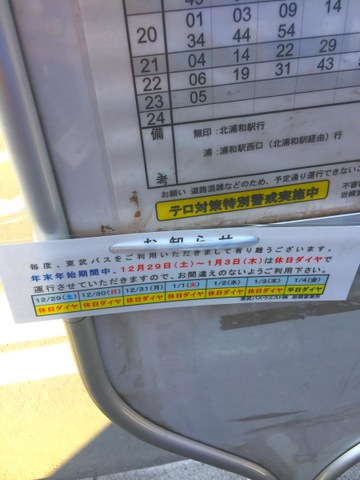 20 01 03 09 14
34 44 54
21 04 14 22 29
22 06 19 31 43
23 05
24
備考
無印:北浦和駅行
浦:浦和駅西口(北浦和駅経由)行
お願い 道路混雑などのため、予定通り運行できない
テロ対策特別警戒実施中
お知らせ
毎度、東武バスをご利用いただきまして有り難うございます。
年末年始期間中、12月29日(土)~1月3日(木)は休日ダイヤで
運行させていただきますので、お間違えのないようご利用下さい。
12/29(土) 12/30(日) 12/31(月) 1/1(火) 1/2(水) 1/3(木) 1/4(金)
休日ダイヤ 休日ダイヤ 休日ダイヤ 休日ダイヤ 休日ダイヤ 休日ダイヤ 平日ダイヤ